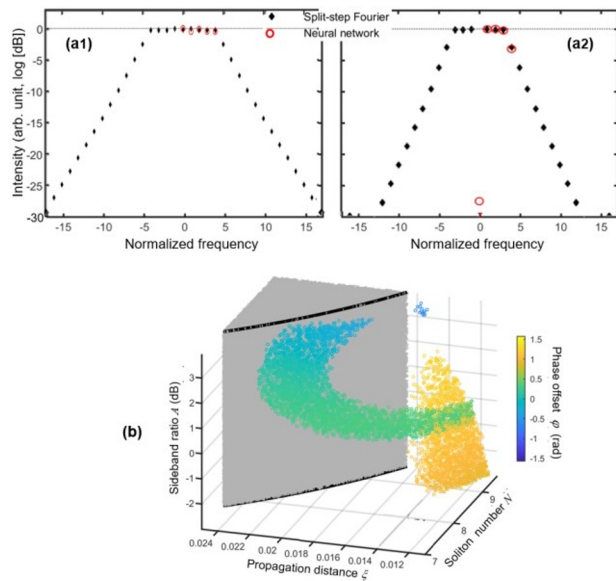 (a1)
Split-step Fourier
Neural network
(a2)
Intensity (arb. unit, log [dB])
0
-5
-10
-15
-20
-25
-30
-15 -10 -5 0 5 10 15
-15 -10 -5 0 5 10 15
Normalized frequency
Normalized frequency
(b)
Sideband ratio A (dB)
3
2
1
0
-1
-2
0.024 0.022 0.02 0.018 0.016 0.014 0.012
Propagation distance ξ
7 8 9
Soliton number N
1.5
1
0.5
0
-0.5
-1
-1.5
Phase offset φ (rad)